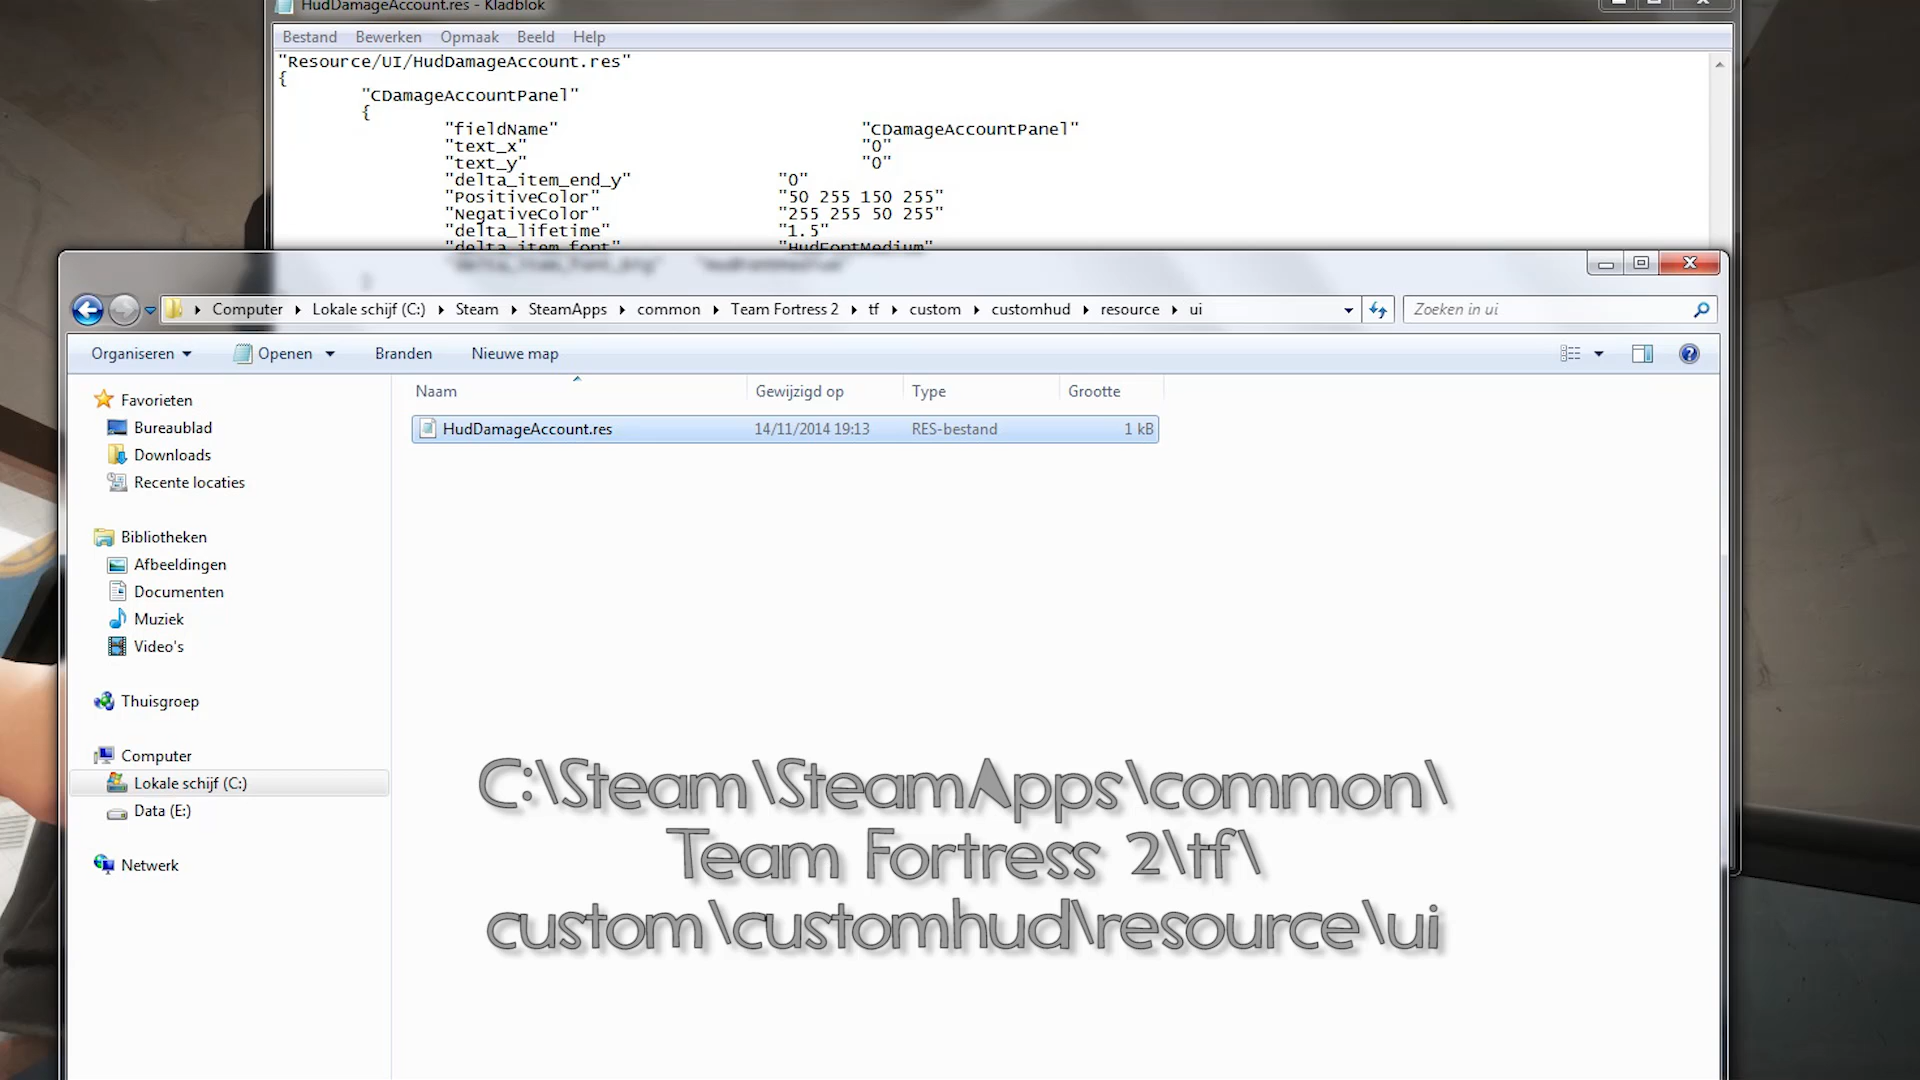 HudDamageAccount.res - Kladblok
Bestand Bewerken Opmaak Beeld Help
"Resource/UI/HudDamageAccount.res"
{
"CDamageAccountPanel"
{
"fieldName" "CDamageAccountPanel"
"text_x" "0"
"text_y" "0"
"delta_item_end_y" "0"
"PositiveColor" "50 255 150 255"
"NegativeColor" "255 255 50 255"
"delta_lifetime" "1.5"
"delta_item_font" "HudFontMedium"
Computer Lokale schijf (C:) Steam SteamApps common Team Fortress 2 tf custom customhud resource ui
Zoeken in ui
Organiseren Openen Branden Nieuwe map
Naam Gewijzigd op Type Grootte
HudDamageAccount.res 14/11/2014 19:13 RES-bestand 1 kB
Favorieten
Bureaublad
Downloads
Recente locaties
Bibliotheken
Afbeeldingen
Documenten
Muziek
Video's
Thuisgroep
Computer
Lokale schijf (C:)
Data (E:)
Netwerk
C:\Steam\SteamApps\common\
Team Fortress 2\tf\
custom\customhud\resource\ui